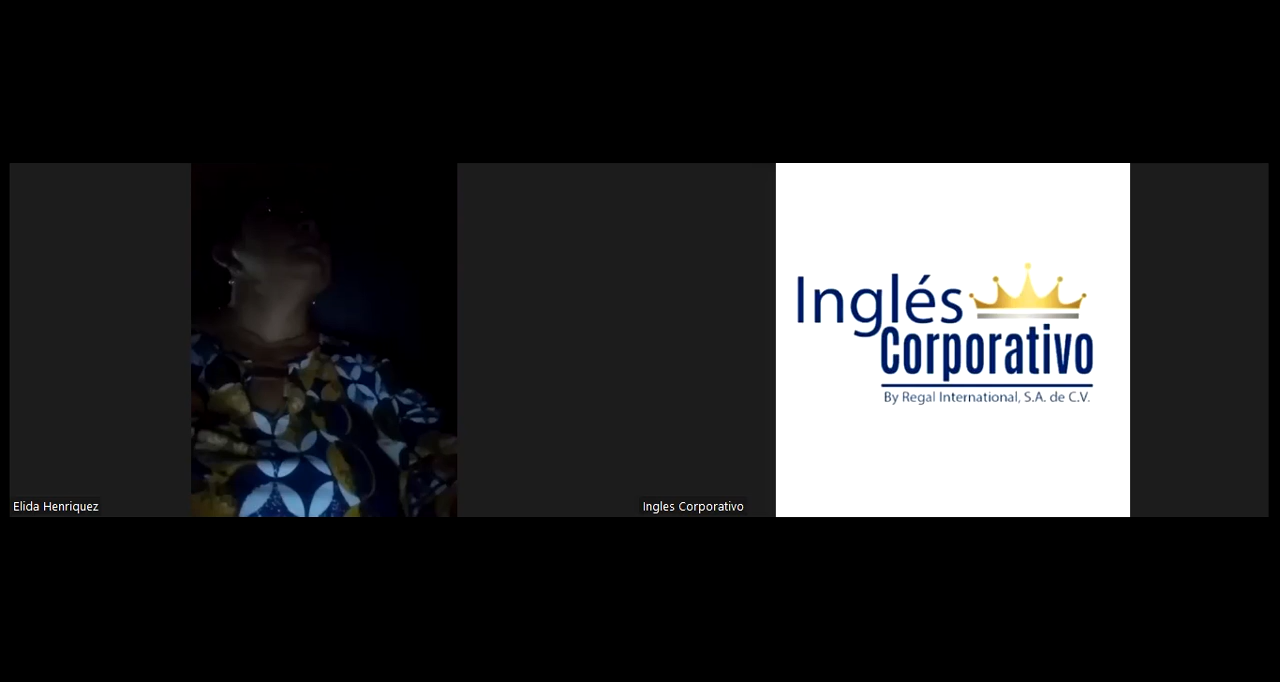 Inglés
Corporativo
By Regal International, S.A. de C.V.
Elida Henriquez
Ingles Corporativo